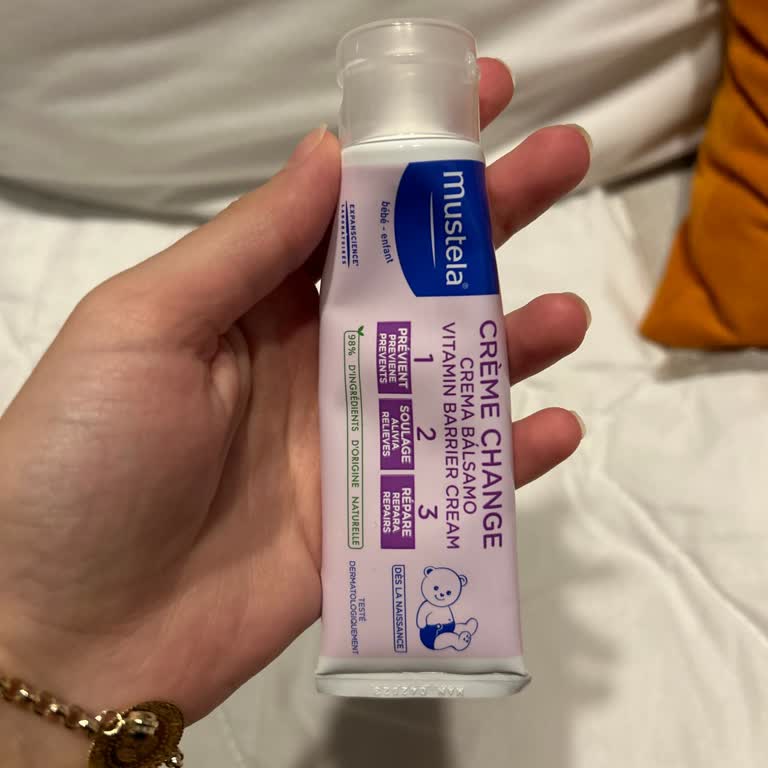 mustela®
bébé - enfant
EXPANSCIENCE®
LABORATOIRES
CRÈME CHANGE
CREMA BÁLSAMO
VITAMIN BARRIER CREAM
1
PRÉVIENT
PREVIENE
PREVENTS
2
SOULAGE
ALIVIA
RELIEVES
3
RÉPARE
REPARA
REPAIRS
98% D'INGRÉDIENTS D'ORIGINE NATURELLE
DÈS LA NAISSANCE
TESTÉ
DERMATOLOGIQUEMENT